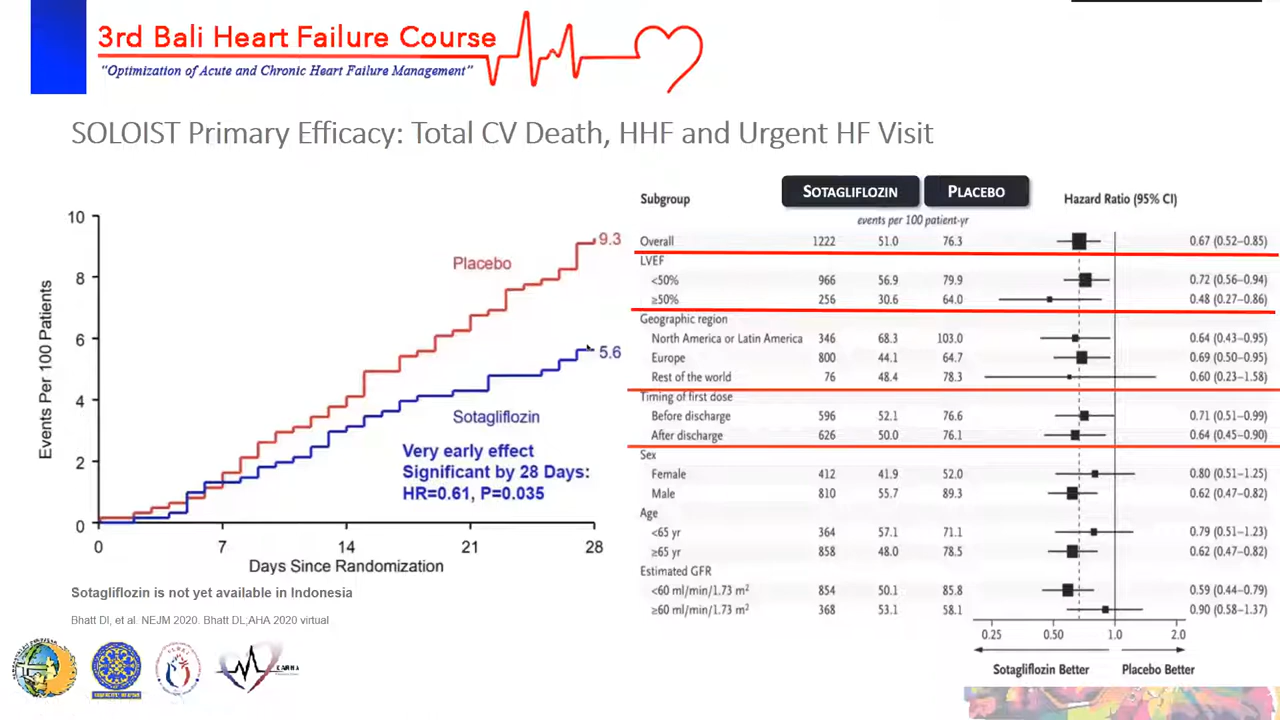 3rd Bali Heart Failure Course
"Optimization of Acute and Chronic Heart Failure Management"
SOLOIST Primary Efficacy: Total CV Death, HHF and Urgent HF Visit
Events Per 100 Patients
10
8
6
4
2
0
0 7 14 21 28
Days Since Randomization
Placebo
9.3
5.6
Sotagliflozin
Very early effect
Significant by 28 Days:
HR=0.61, P=0.035
Sotagliflozin is not yet available in Indonesia
Bhatt Dl, et al. NEJM 2020. Bhatt DL,AHA 2020 virtual
Subgroup SOTAGLIFLOZIN PLACEBO Hazard Ratio (95% CI)
events per 100 patient-yr
Overall 1222 51.0 76.3 0.67 (0.52–0.85)
LVEF
<50% 966 56.9 79.9 0.72 (0.56–0.94)
≥50% 256 30.6 64.0 0.48 (0.27–0.86)
Geographic region
North America or Latin America 346 68.3 103.0 0.64 (0.43–0.95)
Europe 800 44.1 64.7 0.69 (0.50–0.95)
Rest of the world 76 48.4 78.3 0.60 (0.23–1.58)
Timing of first dose
Before discharge 596 52.1 76.6 0.71 (0.51–0.99)
After discharge 626 50.0 76.1 0.64 (0.45–0.90)
Sex
Female 412 41.9 52.0 0.80 (0.51–1.25)
Male 810 55.7 89.3 0.62 (0.47–0.82)
Age
<65 yr 364 57.1 71.1 0.79 (0.51–1.23)
≥65 yr 858 48.0 78.5 0.62 (0.47–0.82)
Estimated GFR
<60 ml/min/1.73 m² 854 50.1 85.8 0.59 (0.44–0.79)
≥60 ml/min/1.73 m² 368 53.1 58.1 0.90 (0.58–1.37)
0.25 0.50 1.0 2.0
Sotagliflozin Better Placebo Better